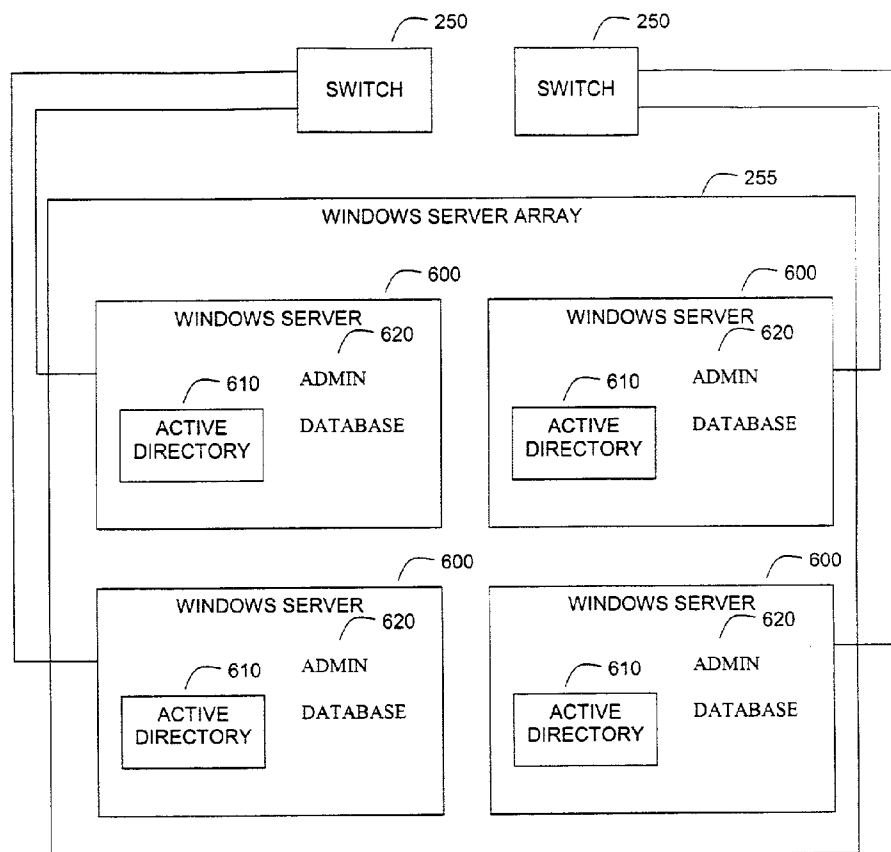 250
250
SWITCH
SWITCH
255
WINDOWS SERVER ARRAY
600
WINDOWS SERVER
620
610
ADMIN
ACTIVE
DIRECTORY
DATABASE
600
WINDOWS SERVER
620
610
ADMIN
ACTIVE
DIRECTORY
DATABASE
600
WINDOWS SERVER
620
610
ADMIN
ACTIVE
DIRECTORY
DATABASE
600
WINDOWS SERVER
620
610
ADMIN
ACTIVE
DIRECTORY
DATABASE